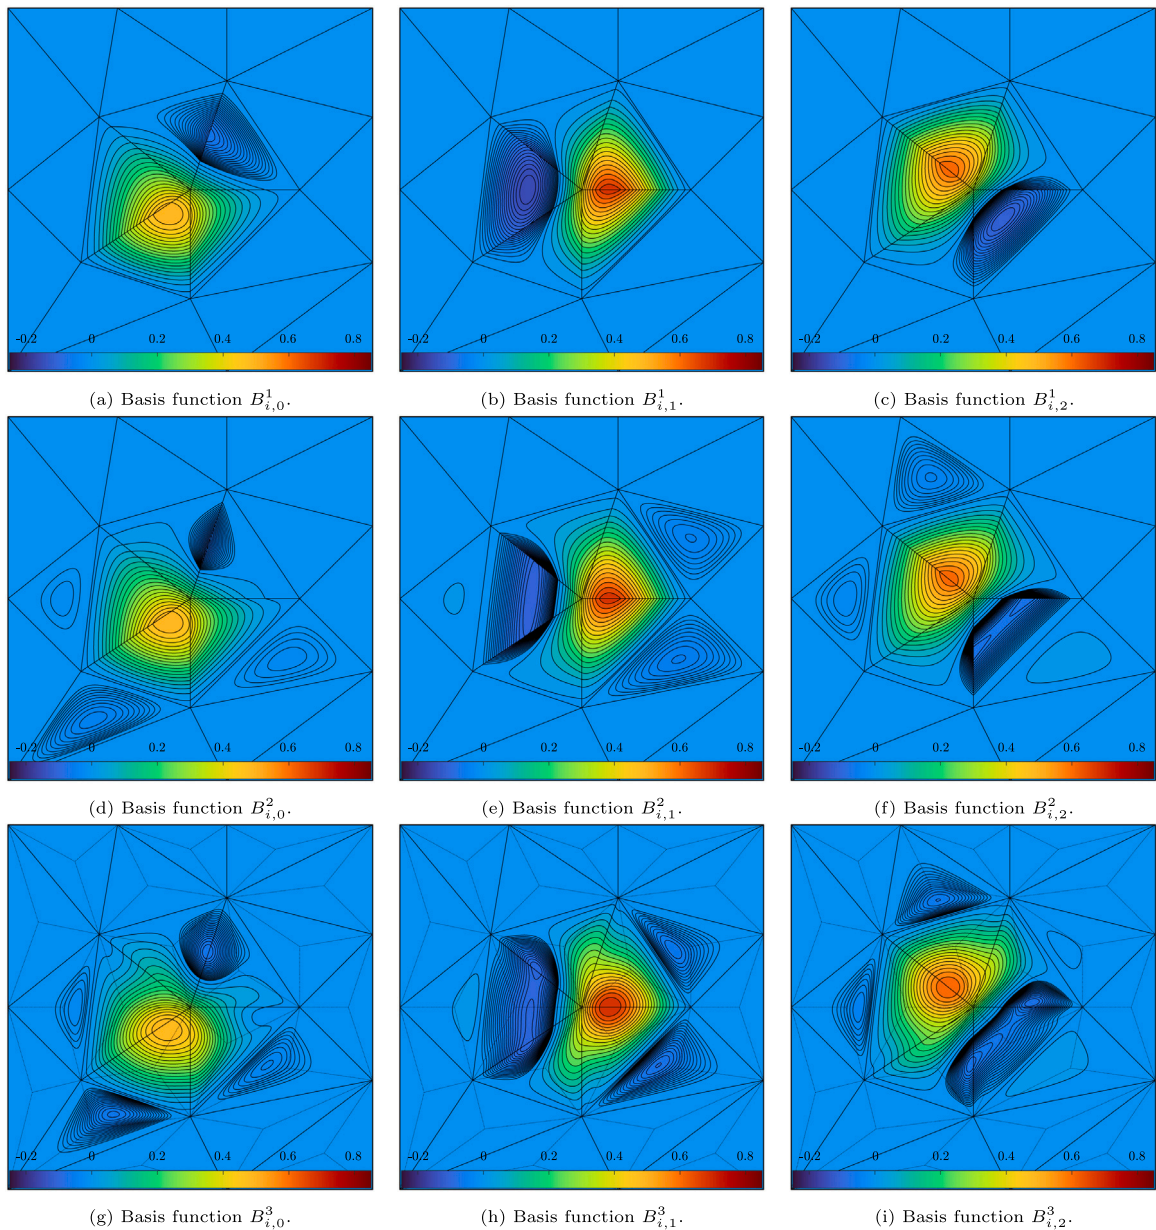 -0.2 0 0.2 0.4 0.6 0.8 -0.2 0 0.2 0.4 0.6 0.8 -0.2 0 0.2 0.4 0.6 0.8
(a) Basis function $B^1_{i,0}$. (b) Basis function $B^1_{i,1}$. (c) Basis function $B^1_{i,2}$.
-0.2 0 0.2 0.4 0.6 0.8 -0.2 0 0.2 0.4 0.6 0.8 -0.2 0 0.2 0.4 0.6 0.8
(d) Basis function $B^2_{i,0}$. (e) Basis function $B^2_{i,1}$. (f) Basis function $B^2_{i,2}$.
-0.2 0 0.2 0.4 0.6 0.8 -0.2 0 0.2 0.4 0.6 0.8 -0.2 0 0.2 0.4 0.6 0.8
(g) Basis function $B^3_{i,0}$. (h) Basis function $B^3_{i,1}$. (i) Basis function $B^3_{i,2}$.